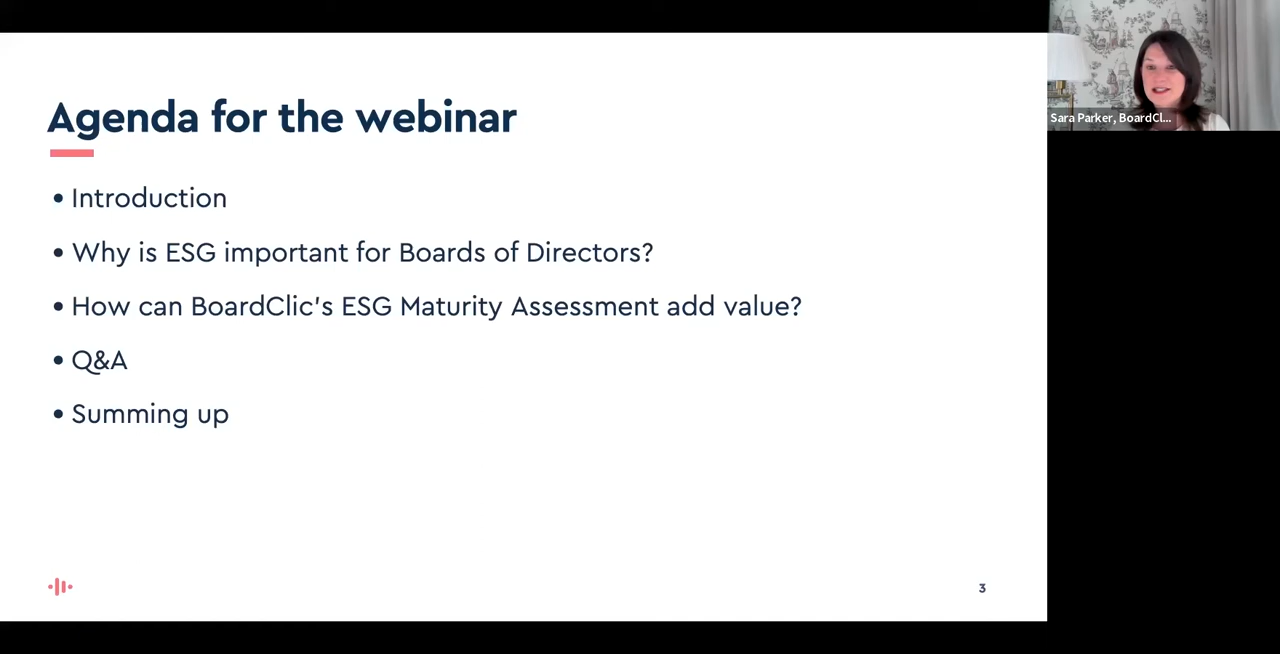 Agenda for the webinar
• Introduction
• Why is ESG important for Boards of Directors?
• How can BoardClic's ESG Maturity Assessment add value?
• Q&A
• Summing up
3
Sara Parker, BoardCl...